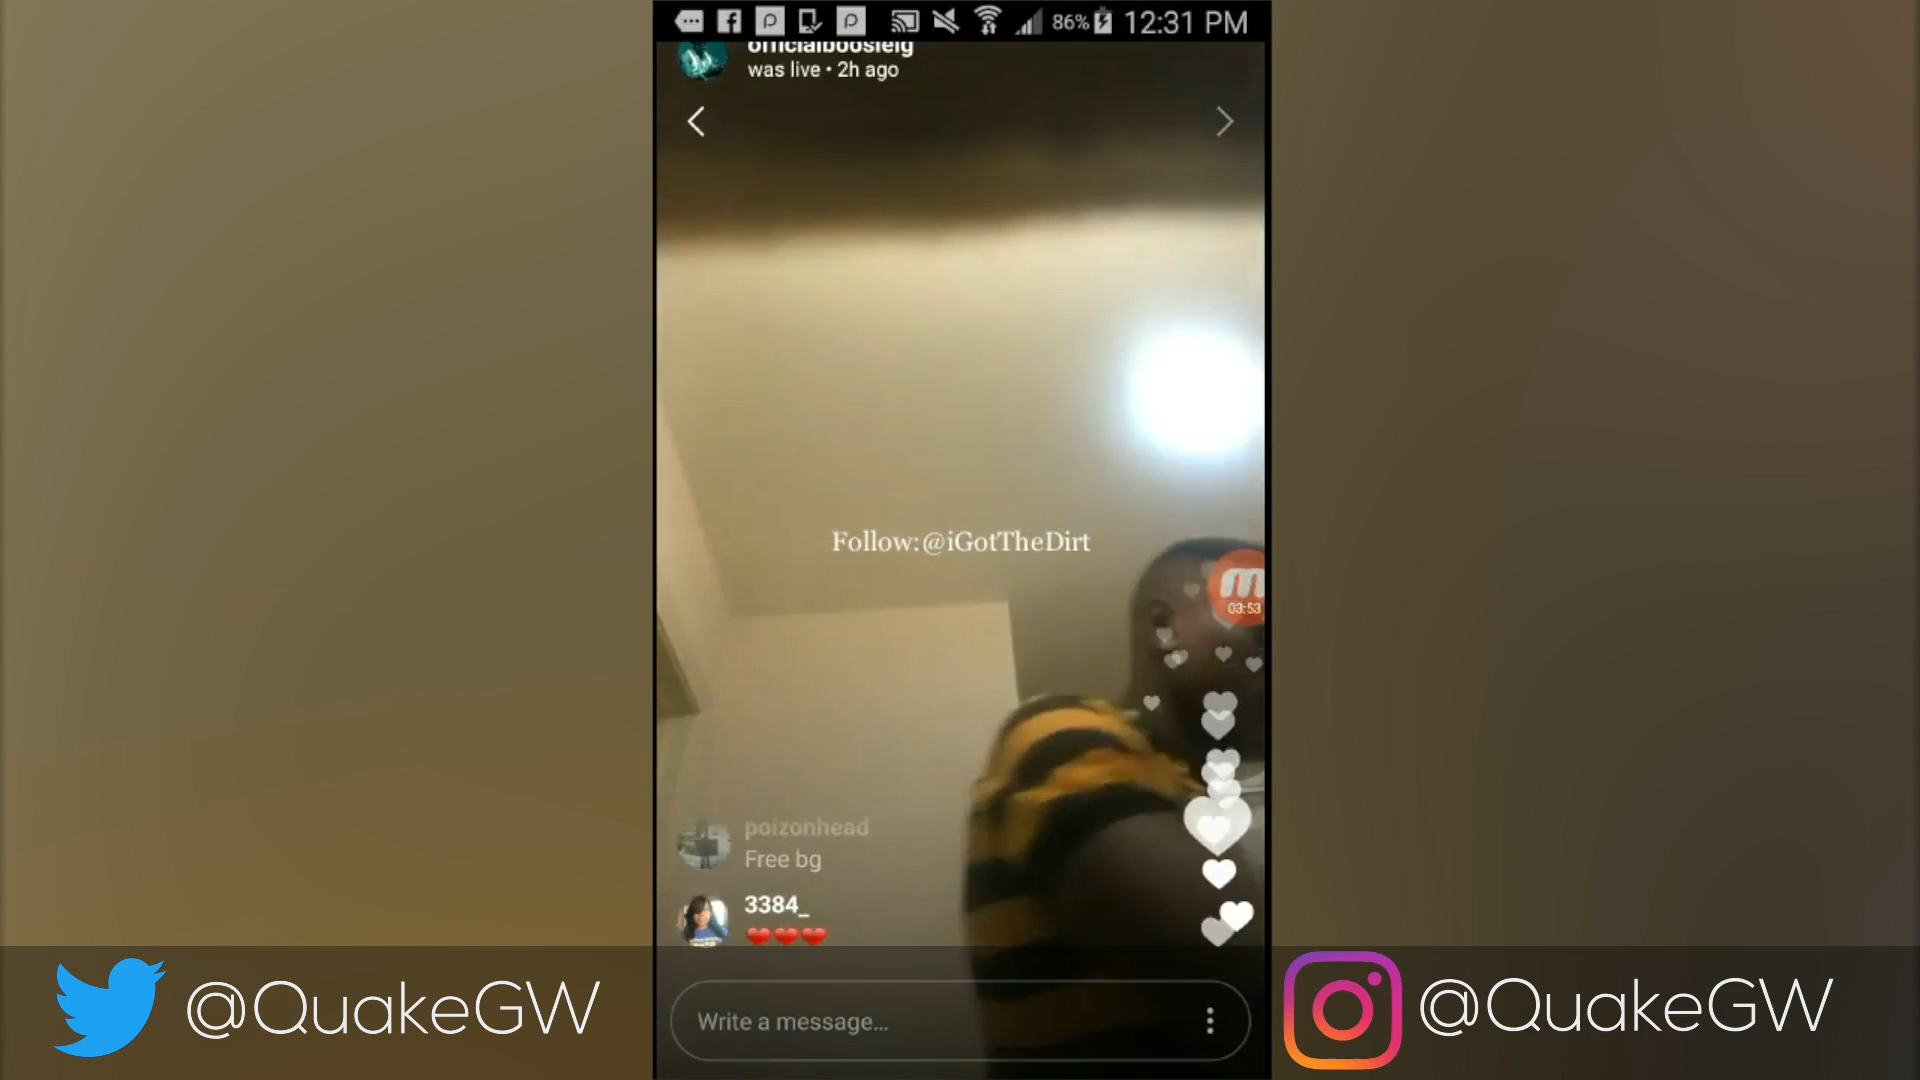 86% 12:31 PM
officialboosieig
was live • 2h ago
Follow:@iGotTheDirt
03:53
poizonhead
Free bg
3384_
❤️❤️❤️
Write a message...
@QuakeGW
@QuakeGW